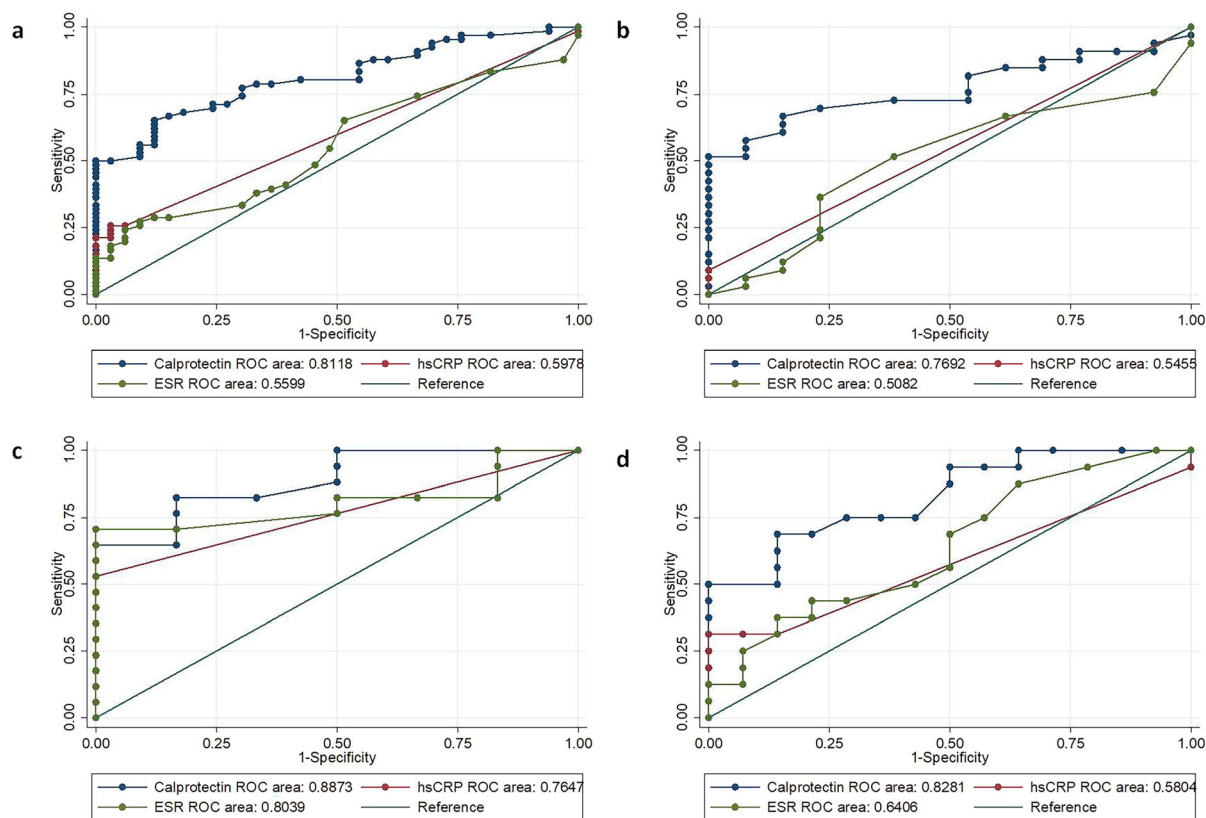 a
Sensitivity
0.00 0.25 0.50 0.75 1.00
0.00 0.25 0.50 0.75 1.00
1-Specificity
Calprotectin ROC area: 0.8118 hsCRP ROC area: 0.5978
ESR ROC area: 0.5599 Reference
b
Sensitivity
0.00 0.25 0.50 0.75 1.00
0.00 0.25 0.50 0.75 1.00
1-Specificity
Calprotectin ROC area: 0.7692 hsCRP ROC area: 0.5455
ESR ROC area: 0.5082 Reference
c
Sensitivity
0.00 0.25 0.50 0.75 1.00
0.00 0.25 0.50 0.75 1.00
1-Specificity
Calprotectin ROC area: 0.8873 hsCRP ROC area: 0.7647
ESR ROC area: 0.8039 Reference
d
Sensitivity
0.00 0.25 0.50 0.75 1.00
0.00 0.25 0.50 0.75 1.00
1-Specificity
Calprotectin ROC area: 0.8281 hsCRP ROC area: 0.5804
ESR ROC area: 0.6406 Reference